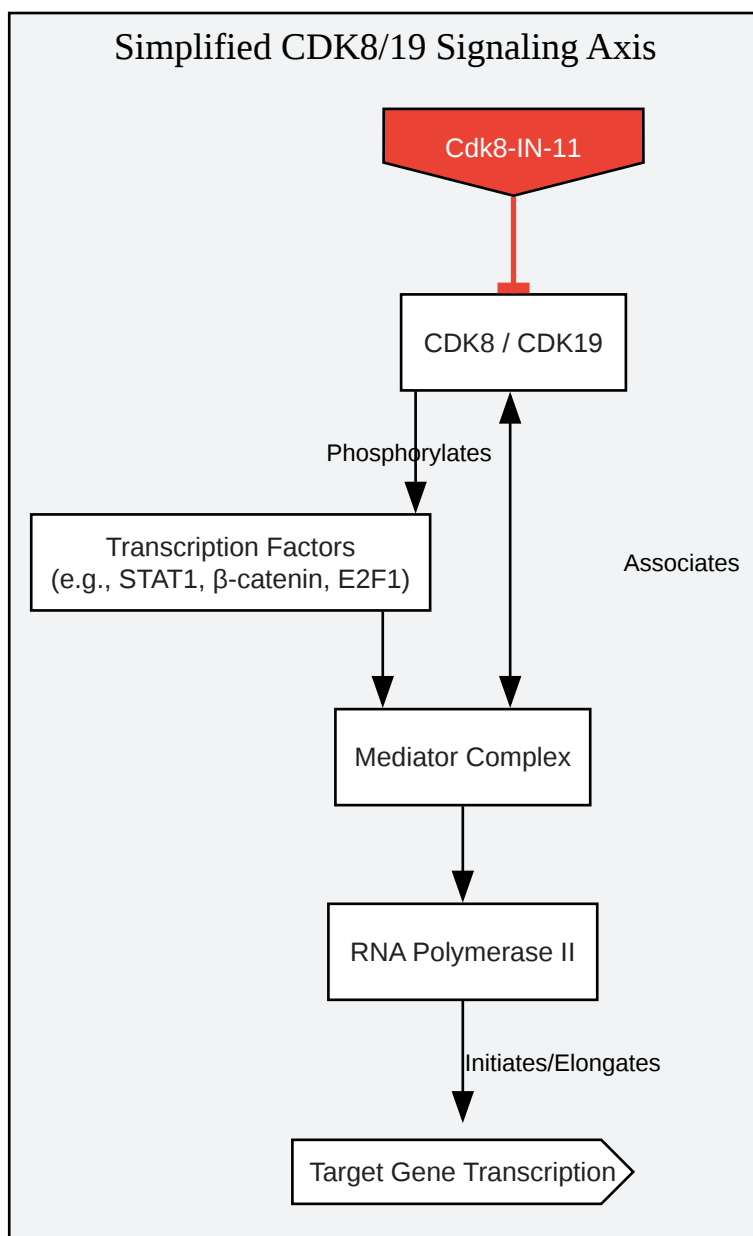 Simplified CDK8/19 Signaling Axis
Cdk8-IN-11
CDK8 / CDK19
Phosphorylates
Transcription Factors
(e.g., STAT1, β-catenin, E2F1)
Associates
Mediator Complex
RNA Polymerase II
Initiates/Elongates
Target Gene Transcription